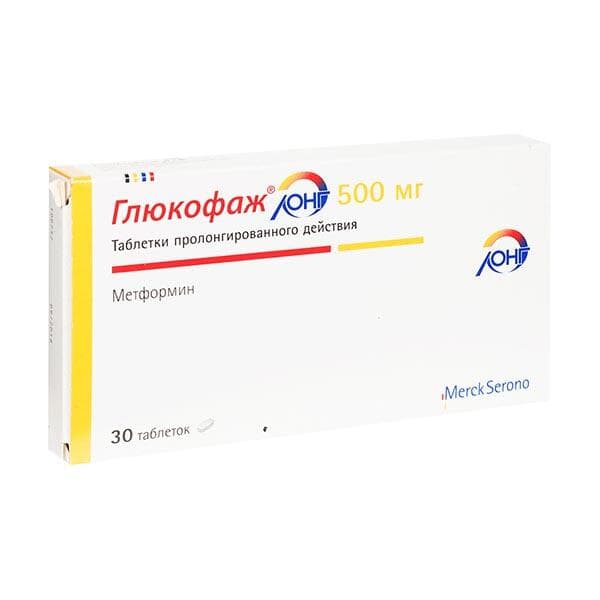 Глюкофаж® ЛОНГ 500 мг
Таблетки пролонгированного действия
Метформин
ЛОНГ
Merck Serono
30 таблеток